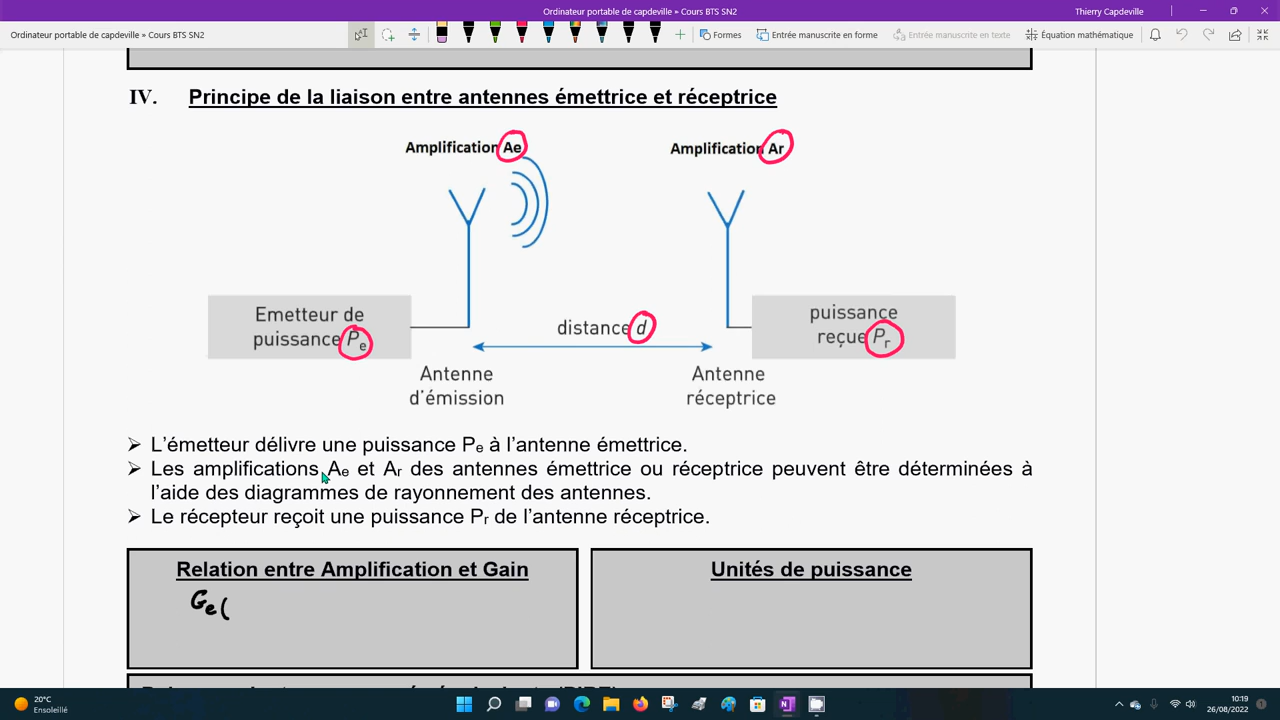 Ordinateur portable de capdeville » Cours BTS SN2
Thierry Capdeville
Ordinateur portable de capdeville » Cours BTS SN2
Formes
Entrée manuscrite en forme
Entrée manuscrite en texte
Équation mathématique
IV. Principe de la liaison entre antennes émettrice et réceptrice
Amplification Ae
Amplification Ar
Emetteur de
puissance Pe
distance d
puissance
reçue Pr
Antenne
d'émission
Antenne
réceptrice
➢ L'émetteur délivre une puissance Pe à l'antenne émettrice.
➢ Les amplifications Ae et Ar des antennes émettrice ou réceptrice peuvent être déterminées à
l'aide des diagrammes de rayonnement des antennes.
➢ Le récepteur reçoit une puissance Pr de l'antenne réceptrice.
Relation entre Amplification et Gain
Ge(
Unités de puissance
20°C
Ensoleillé
10:19
26/08/2022